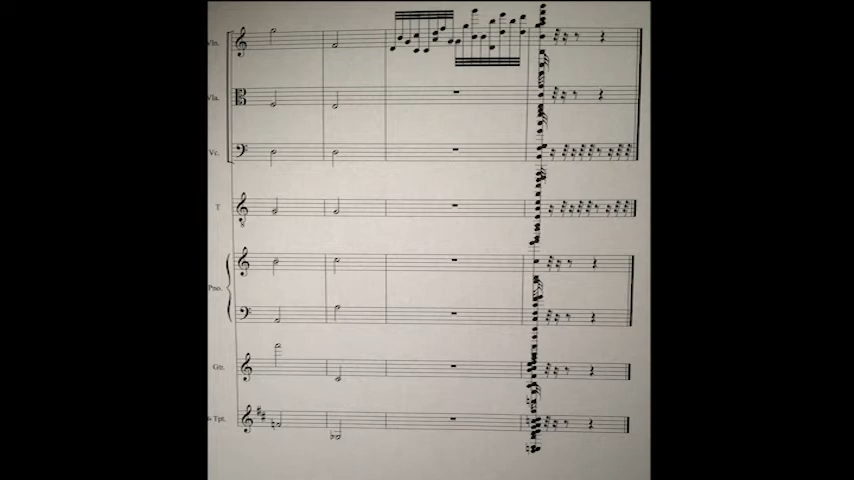 Vln.
Vla.
Vc.
T
Pno.
Gtr.
Tpt.